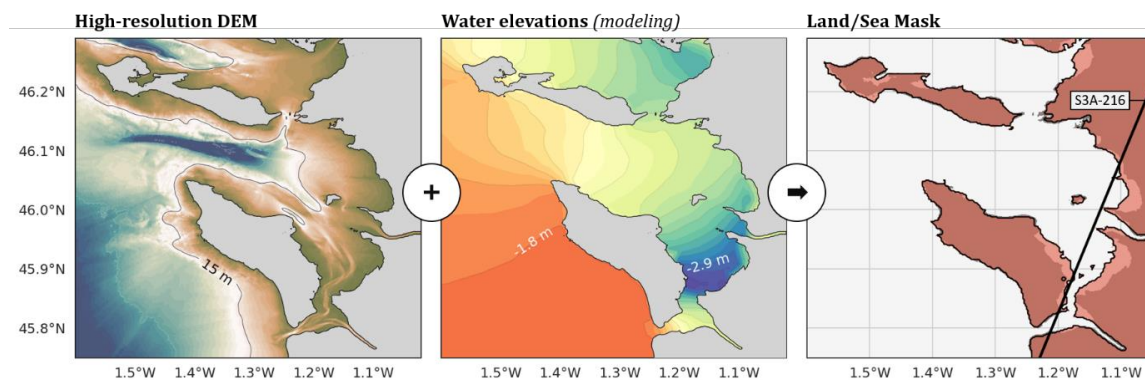 High-resolution DEM
Water elevations (modeling)
Land/Sea Mask
46.2°N
46.1°N
46.0°N
45.9°N
45.8°N
15 m
+
-1.8 m
-2.9 m
S3A-216
1.5°W 1.4°W 1.3°W 1.2°W 1.1°W
1.5°W 1.4°W 1.3°W 1.2°W 1.1°W
1.5°W 1.4°W 1.3°W 1.2°W 1.1°W